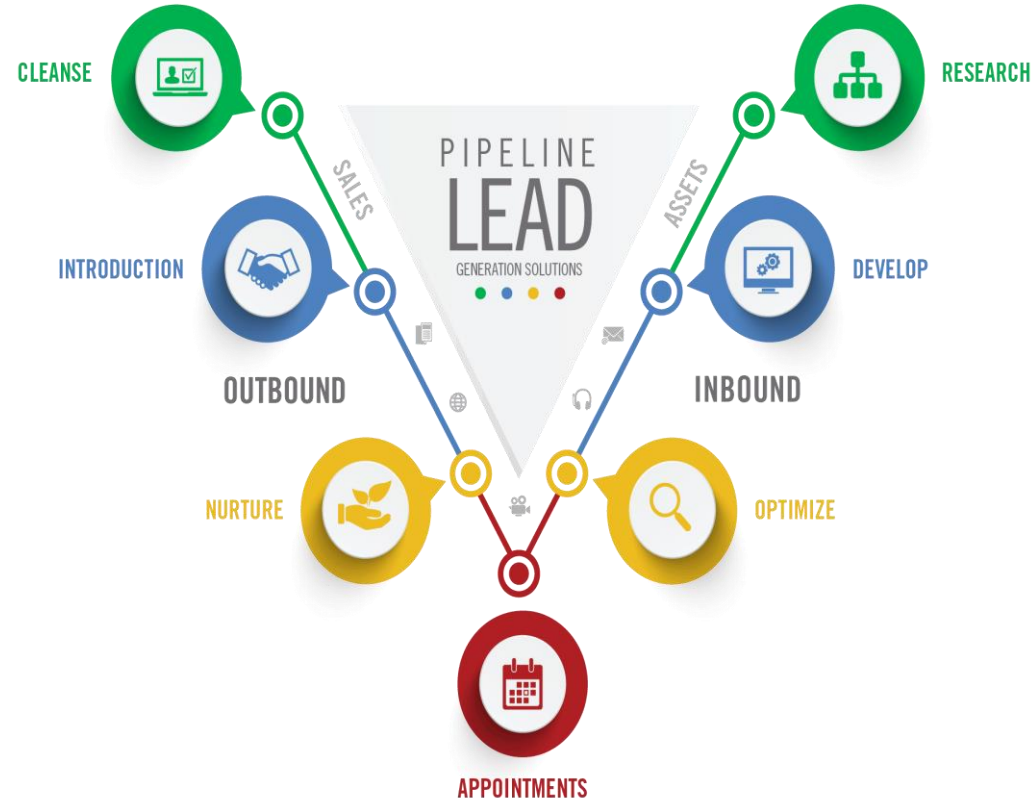 CLEANSE
RESEARCH
PIPELINE
LEAD
GENERATION SOLUTIONS
SALES
ASSETS
INTRODUCTION
DEVELOP
OUTBOUND
INBOUND
NURTURE
OPTIMIZE
APPOINTMENTS